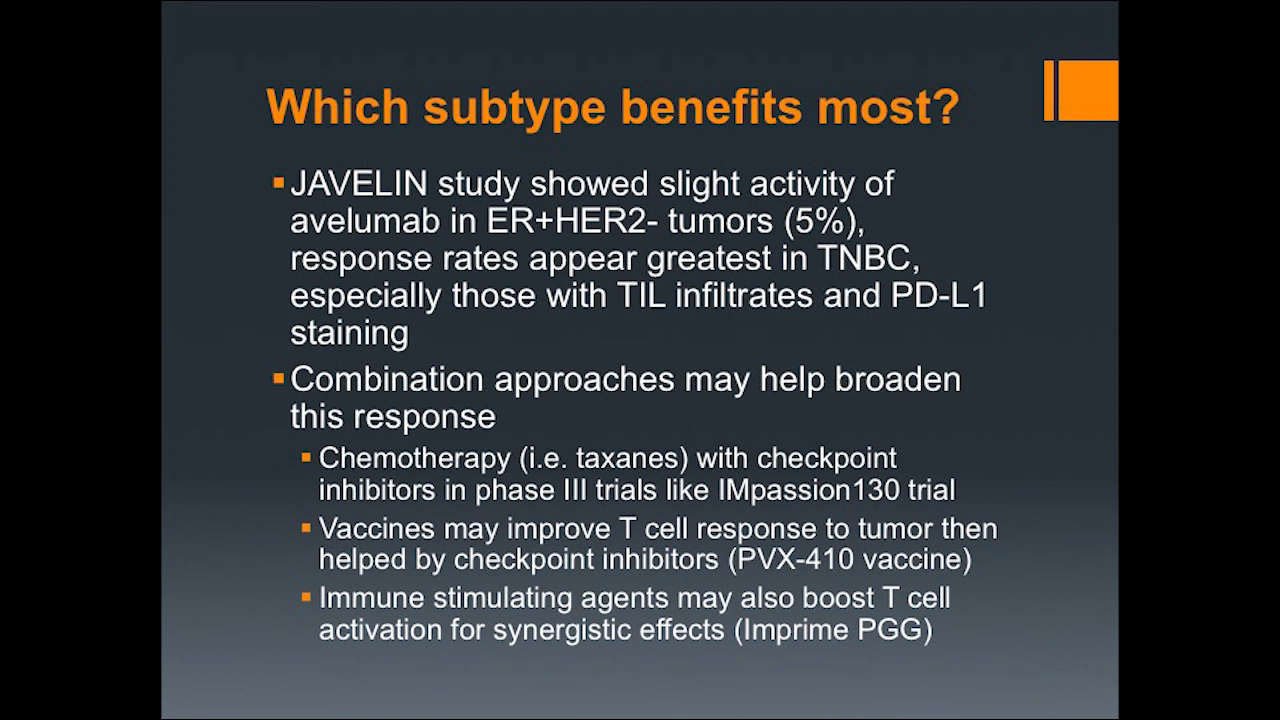 Which subtype benefits most?
▪JAVELIN study showed slight activity of
avelumab in ER+HER2- tumors (5%),
response rates appear greatest in TNBC,
especially those with TIL infiltrates and PD-L1
staining
▪Combination approaches may help broaden
this response
▪Chemotherapy (i.e. taxanes) with checkpoint
inhibitors in phase III trials like IMpassion130 trial
▪Vaccines may improve T cell response to tumor then
helped by checkpoint inhibitors (PVX-410 vaccine)
▪Immune stimulating agents may also boost T cell
activation for synergistic effects (Imprime PGG)